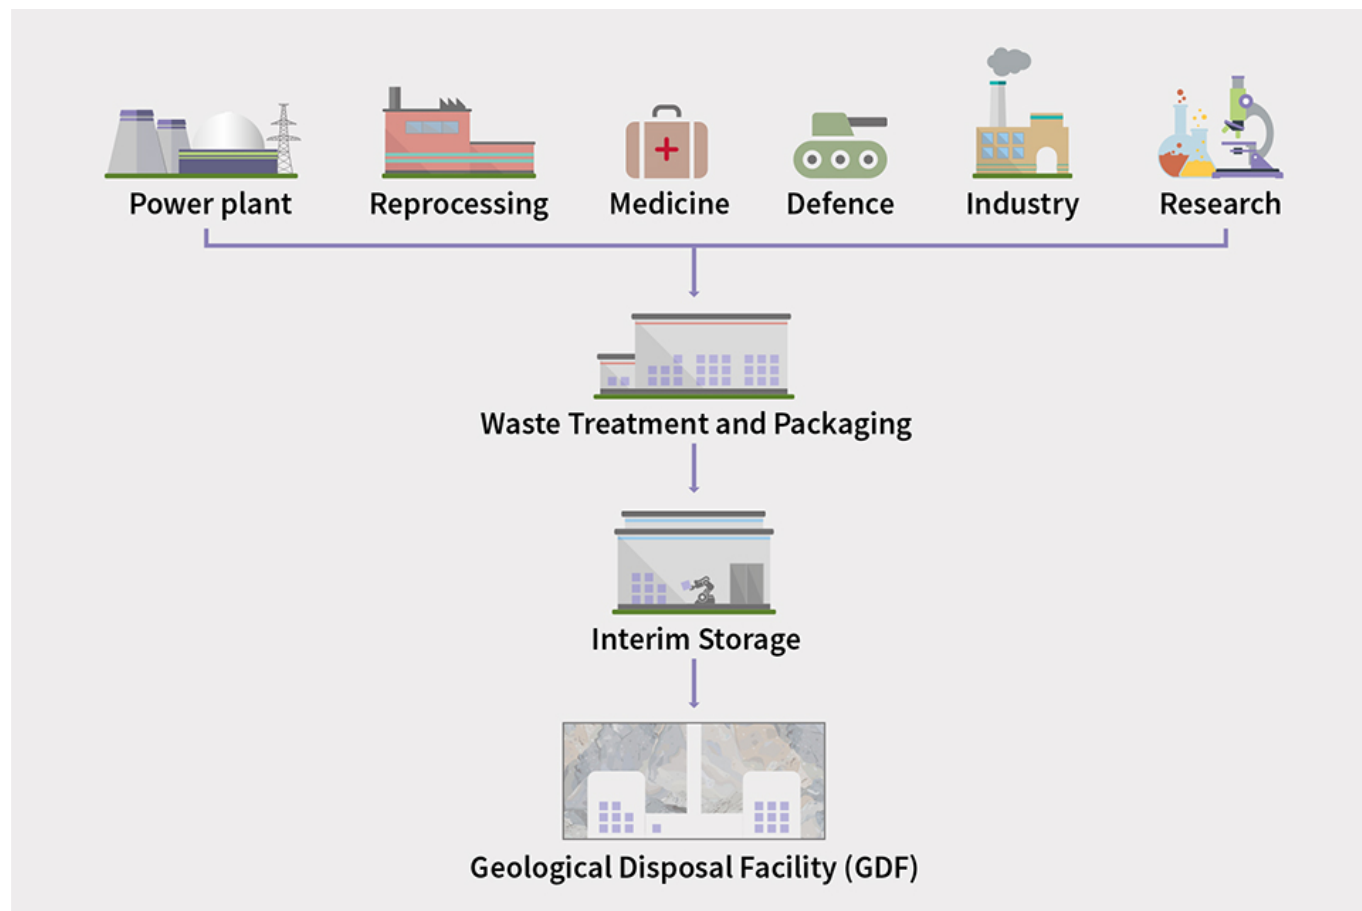 Power plant
Reprocessing
Medicine
Defence
Industry
Research
Waste Treatment and Packaging
Interim Storage
Geological Disposal Facility (GDF)